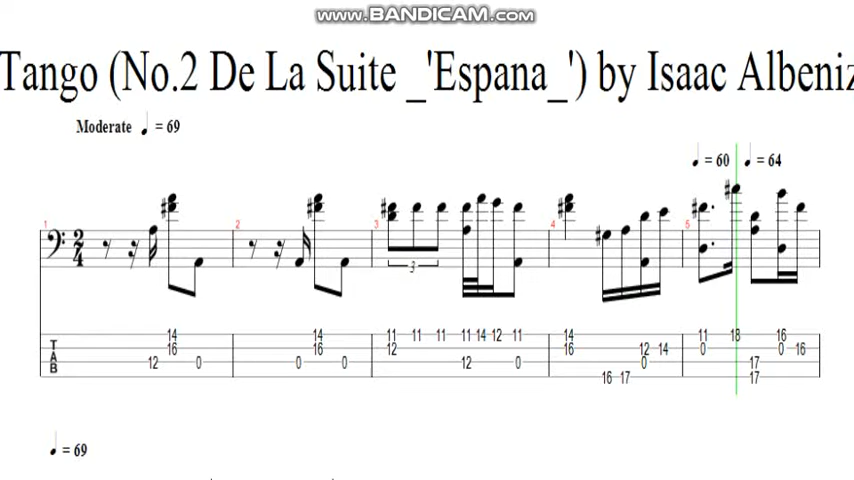 www.BANDICAM.com
Tango (No.2 De La Suite _'Espana_') by Isaac Albeniz
Moderate = 69
= 60 = 64
1 2 3 4 5
2
4
3
14 14 11 11 11 11 14 12 11 14 11 18 16
T 16 16 12 16 12 14 0 0 16
A 12 0 0 0 12 0 0 17
B 16 17 17
= 69